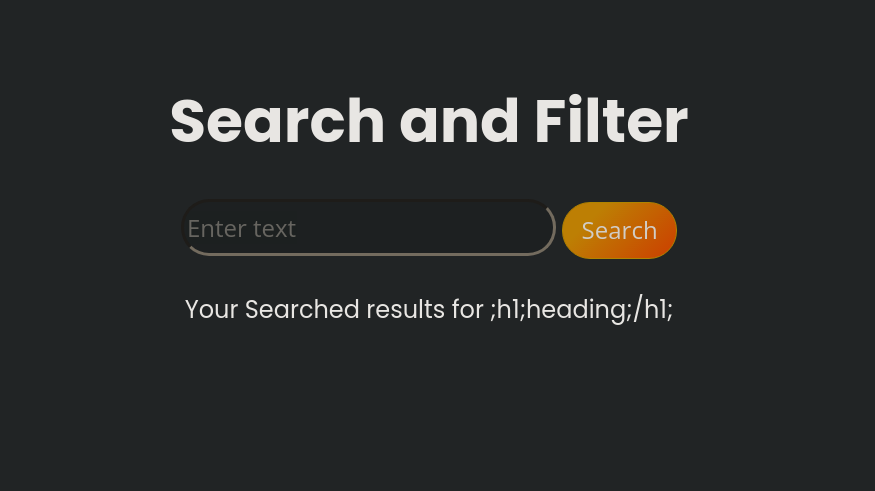 Search and Filter
Enter text
Search
Your Searched results for ;h1;heading;/h1;